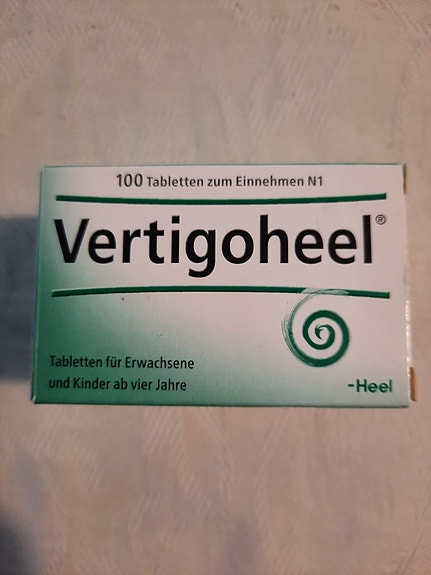 100 Tabletten zum Einnehmen N1
Vertigoheel®
Tabletten für Erwachsene
und Kinder ab vier Jahre
-Heel